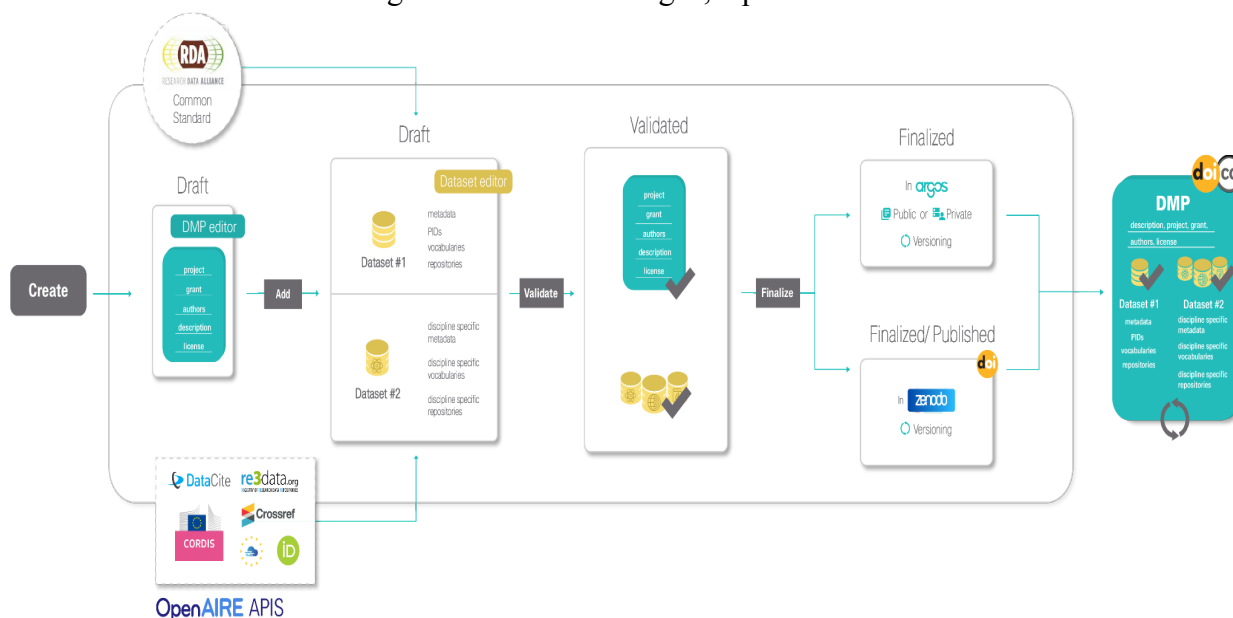 RDA
RESEARCH DATA ALLIANCE
Common
Standard
Create
Draft
DMP editor
project
grant
authors
description
license
Add
Draft
Dataset editor
Dataset #1
metadata
PIDs
vocabularies
repositories
Dataset #2
discipline specific
metadata
discipline specific
vocabularies
discipline specific
repositories
Validate
Validated
project
grant
authors
description
license
Finalize
Finalized
In argos
Public or Private
Versioning
Finalized/ Published
doi
In zenodo
Versioning
doi
DMP
description, project, grant,
authors, license
Dataset #1
metadata
PIDs
vocabularies
repositories
Dataset #2
discipline specific
metadata
discipline specific
vocabularies
discipline specific
repositories
DataCite
re3data.org
Crossref
CORDIS
iD
OpenAIRE APIS